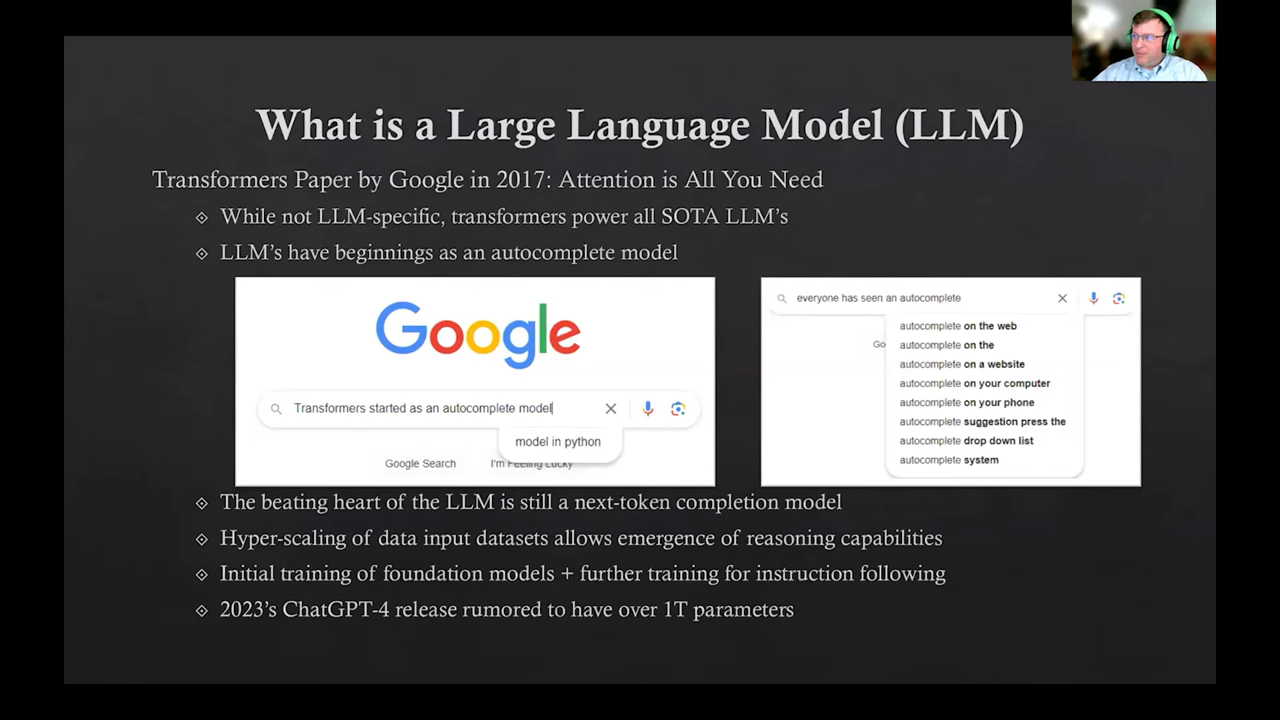 What is a Large Language Model (LLM)
Transformers Paper by Google in 2017: Attention is All You Need
While not LLM-specific, transformers power all SOTA LLM's
LLM's have beginnings as an autocomplete model
Google
Transformers started as an autocomplete model
model in python
Google Search I'm Feeling Lucky
everyone has seen an autocomplete
autocomplete on the web
autocomplete on the
Go
autocomplete on a website
autocomplete on your computer
autocomplete on your phone
autocomplete suggestion press the
autocomplete drop down list
autocomplete system
The beating heart of the LLM is still a next-token completion model
Hyper-scaling of data input datasets allows emergence of reasoning capabilities
Initial training of foundation models + further training for instruction following
2023's ChatGPT-4 release rumored to have over 1T parameters